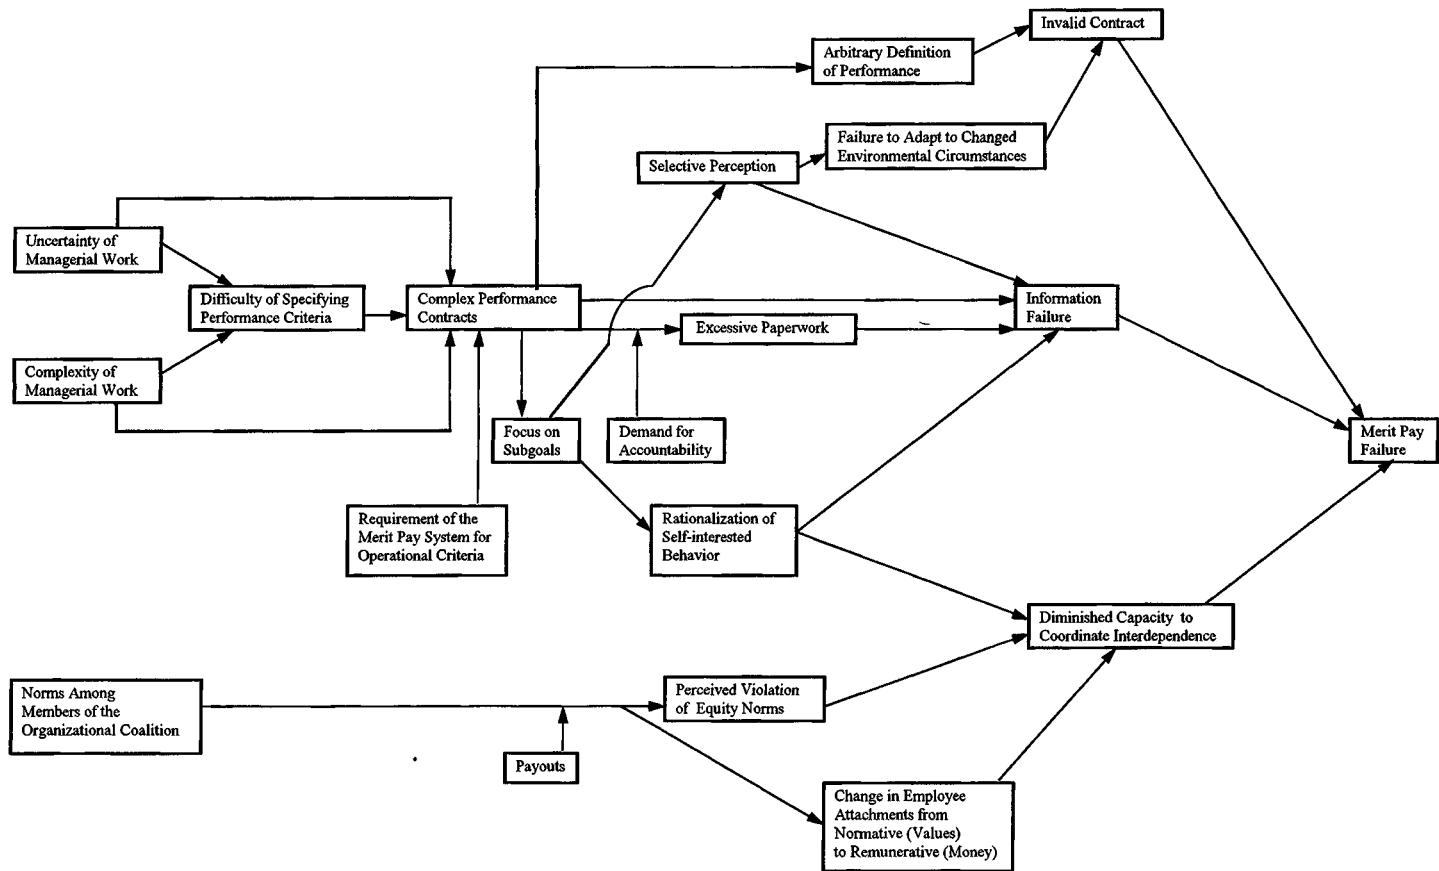 Invalid Contract
Arbitrary Definition
of Performance
Failure to Adapt to Changed
Environmental Circumstances
Selective Perception
Uncertainty of
Managerial Work
Difficulty of Specifying
Performance Criteria
Complex Performance
Contracts
Information
Failure
Excessive Paperwork
Complexity of
Managerial Work
Focus on
Subgoals
Demand for
Accountability
Merit Pay
Failure
Requirement of the
Merit Pay System for
Operational Criteria
Rationalization of
Self-interested
Behavior
Diminished Capacity to
Coordinate Interdependence
Norms Among
Members of the
Organizational Coalition
Perceived Violation
of Equity Norms
Payouts
Change in Employee
Attachments from
Normative (Values)
to Remunerative (Money)